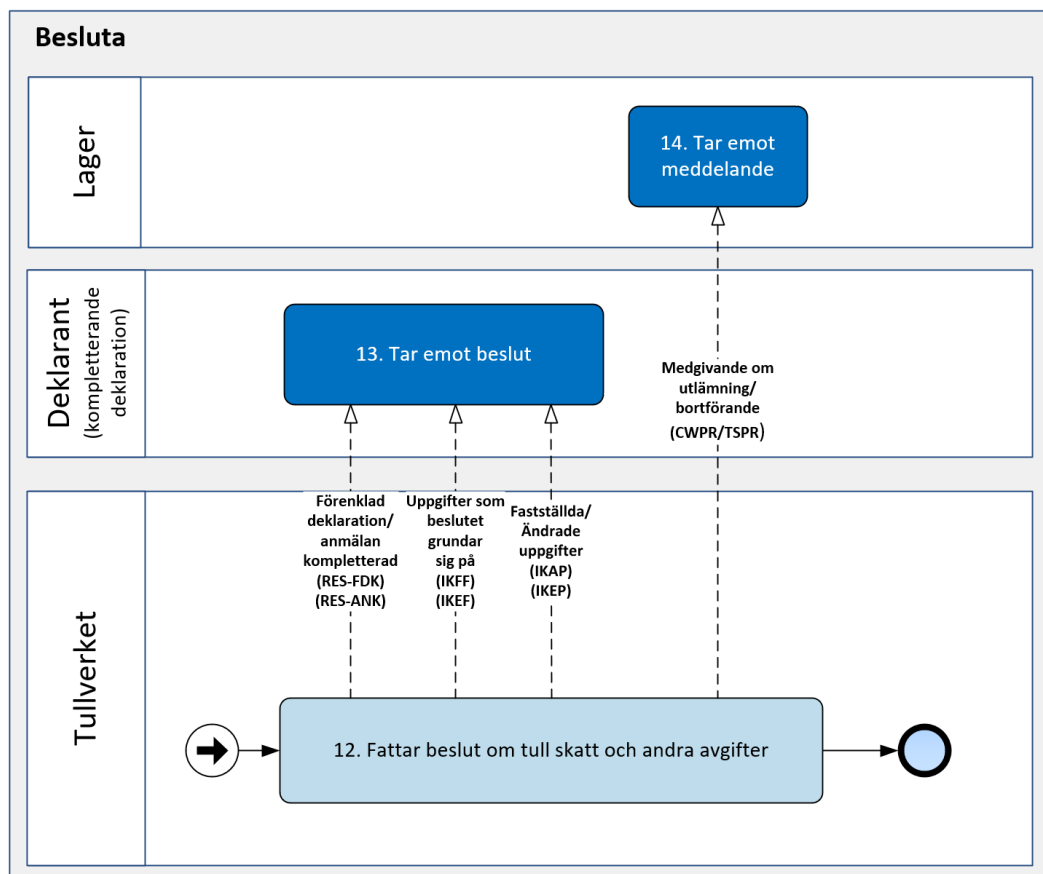 Besluta
Lager
14. Tar emot
meddelande
Deklarant
(kompletterande
deklaration)
13. Tar emot beslut
Medgivande om
utlämning/
bortförande
(CWPR/TSPR)
Tullverket
Förenklad
deklaration/
anmälan
kompletterad
(RES-FDK)
(RES-ANK)
Uppgifter som
beslutet
grundar
sig på
(IKFF)
(IKEF)
Fastställda/
Ändrade
uppgifter
(IKAP)
(IKEP)
12. Fattar beslut om tull skatt och andra avgifter